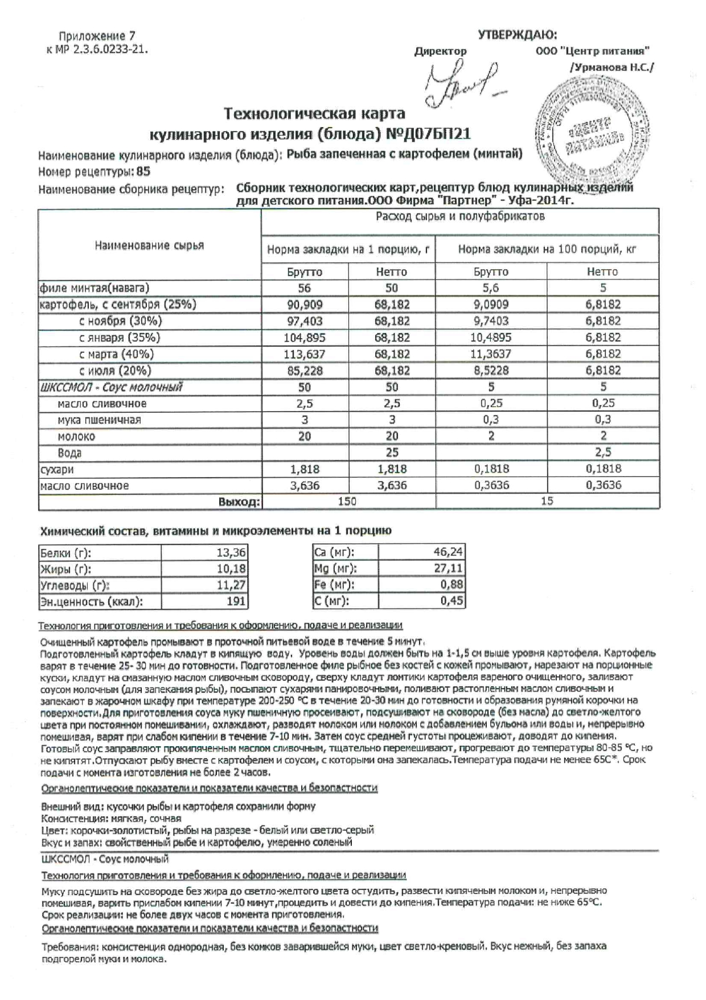 Приложение 7
к МР 2.3.6.0233-21.
УТВЕРЖДАЮ:
Директор ООО "Центр питания"
/Урманова Н.С./
"ЦЕНТР
ПИТАНИЯ"
Технологическая карта
кулинарного изделия (блюда) №Д07БП21
Наименование кулинарного изделия (блюда): Рыба запеченная с картофелем (минтай)
Номер рецептуры: 85
Наименование сборника рецептур: Сборник технологических карт,рецептур блюд кулинарных изделий
для детского питания.ООО Фирма "Партнер" - Уфа-2014г.
Наименование сырья
Расход сырья и полуфабрикатов
Норма закладки на 1 порцию, г Норма закладки на 100 порций, кг
Брутто Нетто Брутто Нетто
филе минтая(навага) 56 50 5,6 5
картофель, с сентября (25%) 90,909 68,182 9,0909 6,8182
с ноября (30%) 97,403 68,182 9,7403 6,8182
с января (35%) 104,895 68,182 10,4895 6,8182
с марта (40%) 113,637 68,182 11,3637 6,8182
с июля (20%) 85,228 68,182 8,5228 6,8182
ШКССМОЛ - Соус молочный 50 50 5 5
масло сливочное 2,5 2,5 0,25 0,25
мука пшеничная 3 3 0,3 0,3
молоко 20 20 2 2
Вода 25 2,5
сухари 1,818 1,818 0,1818 0,1818
масло сливочное 3,636 3,636 0,3636 0,3636
Выход: 150 15
Химический состав, витамины и микроэлементы на 1 порцию
Белки (г): 13,36 Ca (мг): 46,24
Жиры (г): 10,18 Mg (мг): 27,11
Углеводы (г): 11,27 Fe (мг): 0,88
Эн.ценность (ккал): 191 C (мг): 0,45
Технология приготовления и требования к оформлению, подаче и реализации
Очищенный картофель промывают в проточной питьевой воде в течение 5 минут.
Подготовленный картофель кладут в кипящую воду. Уровень воды должен быть на 1-1,5 см выше уровня картофеля. Картофель
варят в течение 25- 30 мин до готовности. Подготовленное филе рыбное без костей с кожей промывают, нарезают на порционные
куски, кладут на смазанную маслом сливочным сковороду, сверху кладут ломтики картофеля вареного очищенного, заливают
соусом молочным (для запекания рыбы), посыпают сухарями панировочными, поливают растопленным маслом сливочным и
запекают в жарочном шкафу при температуре 200-250 °C в течение 20-30 мин до готовности и образования румяной корочки на
поверхности.Для приготовления соуса муку пшеничную просеивают, подсушивают на сковороде (без масла) до светло-желтого
цвета при постоянном помешивании, охлаждают, разводят молоком или молоком с добавлением бульона или воды и, непрерывно
помешивая, варят при слабом кипении в течение 7-10 мин. Затем соус средней густоты процеживают, доводят до кипения.
Готовый соус заправляют прокипяченным маслом сливочным, тщательно перемешивают, прогревают до температуры 80-85 °C, но
не кипятят.Отпускают рыбу вместе с картофелем и соусом, с которыми она запекалась.Температура подачи не менее 65С*. Срок
подачи с момента изготовления не более 2 часов.
Органолептические показатели и показатели качества и безопастности
Внешний вид: кусочки рыбы и картофеля сохранили форму
Консистенция: мягкая, сочная
Цвет: корочки-золотистый, рыбы на разрезе - белый или светло-серый
Вкус и запах: свойственный рыбе и картофелю, умеренно соленый
ШКССМОЛ - Соус молочный
Технология приготовления и требования к оформлению, подаче и реализации
Муку подсушить на сковороде без жира до светло-желтого цвета остудить, развести кипяченым молоком и, непрерывно
помешивая, варить прислабом кипении 7-10 минут,процедить и довести до кипения.Температура подачи: не ниже 65°C.
Срок реализации: не более двух часов с момента приготовления.
Органолептические показатели и показатели качества и безопастности
Требования: консистенция однородная, без комков заварившейся муки, цвет светло-кремовый. Вкус нежный, без запаха
подгорелой муки и молока.